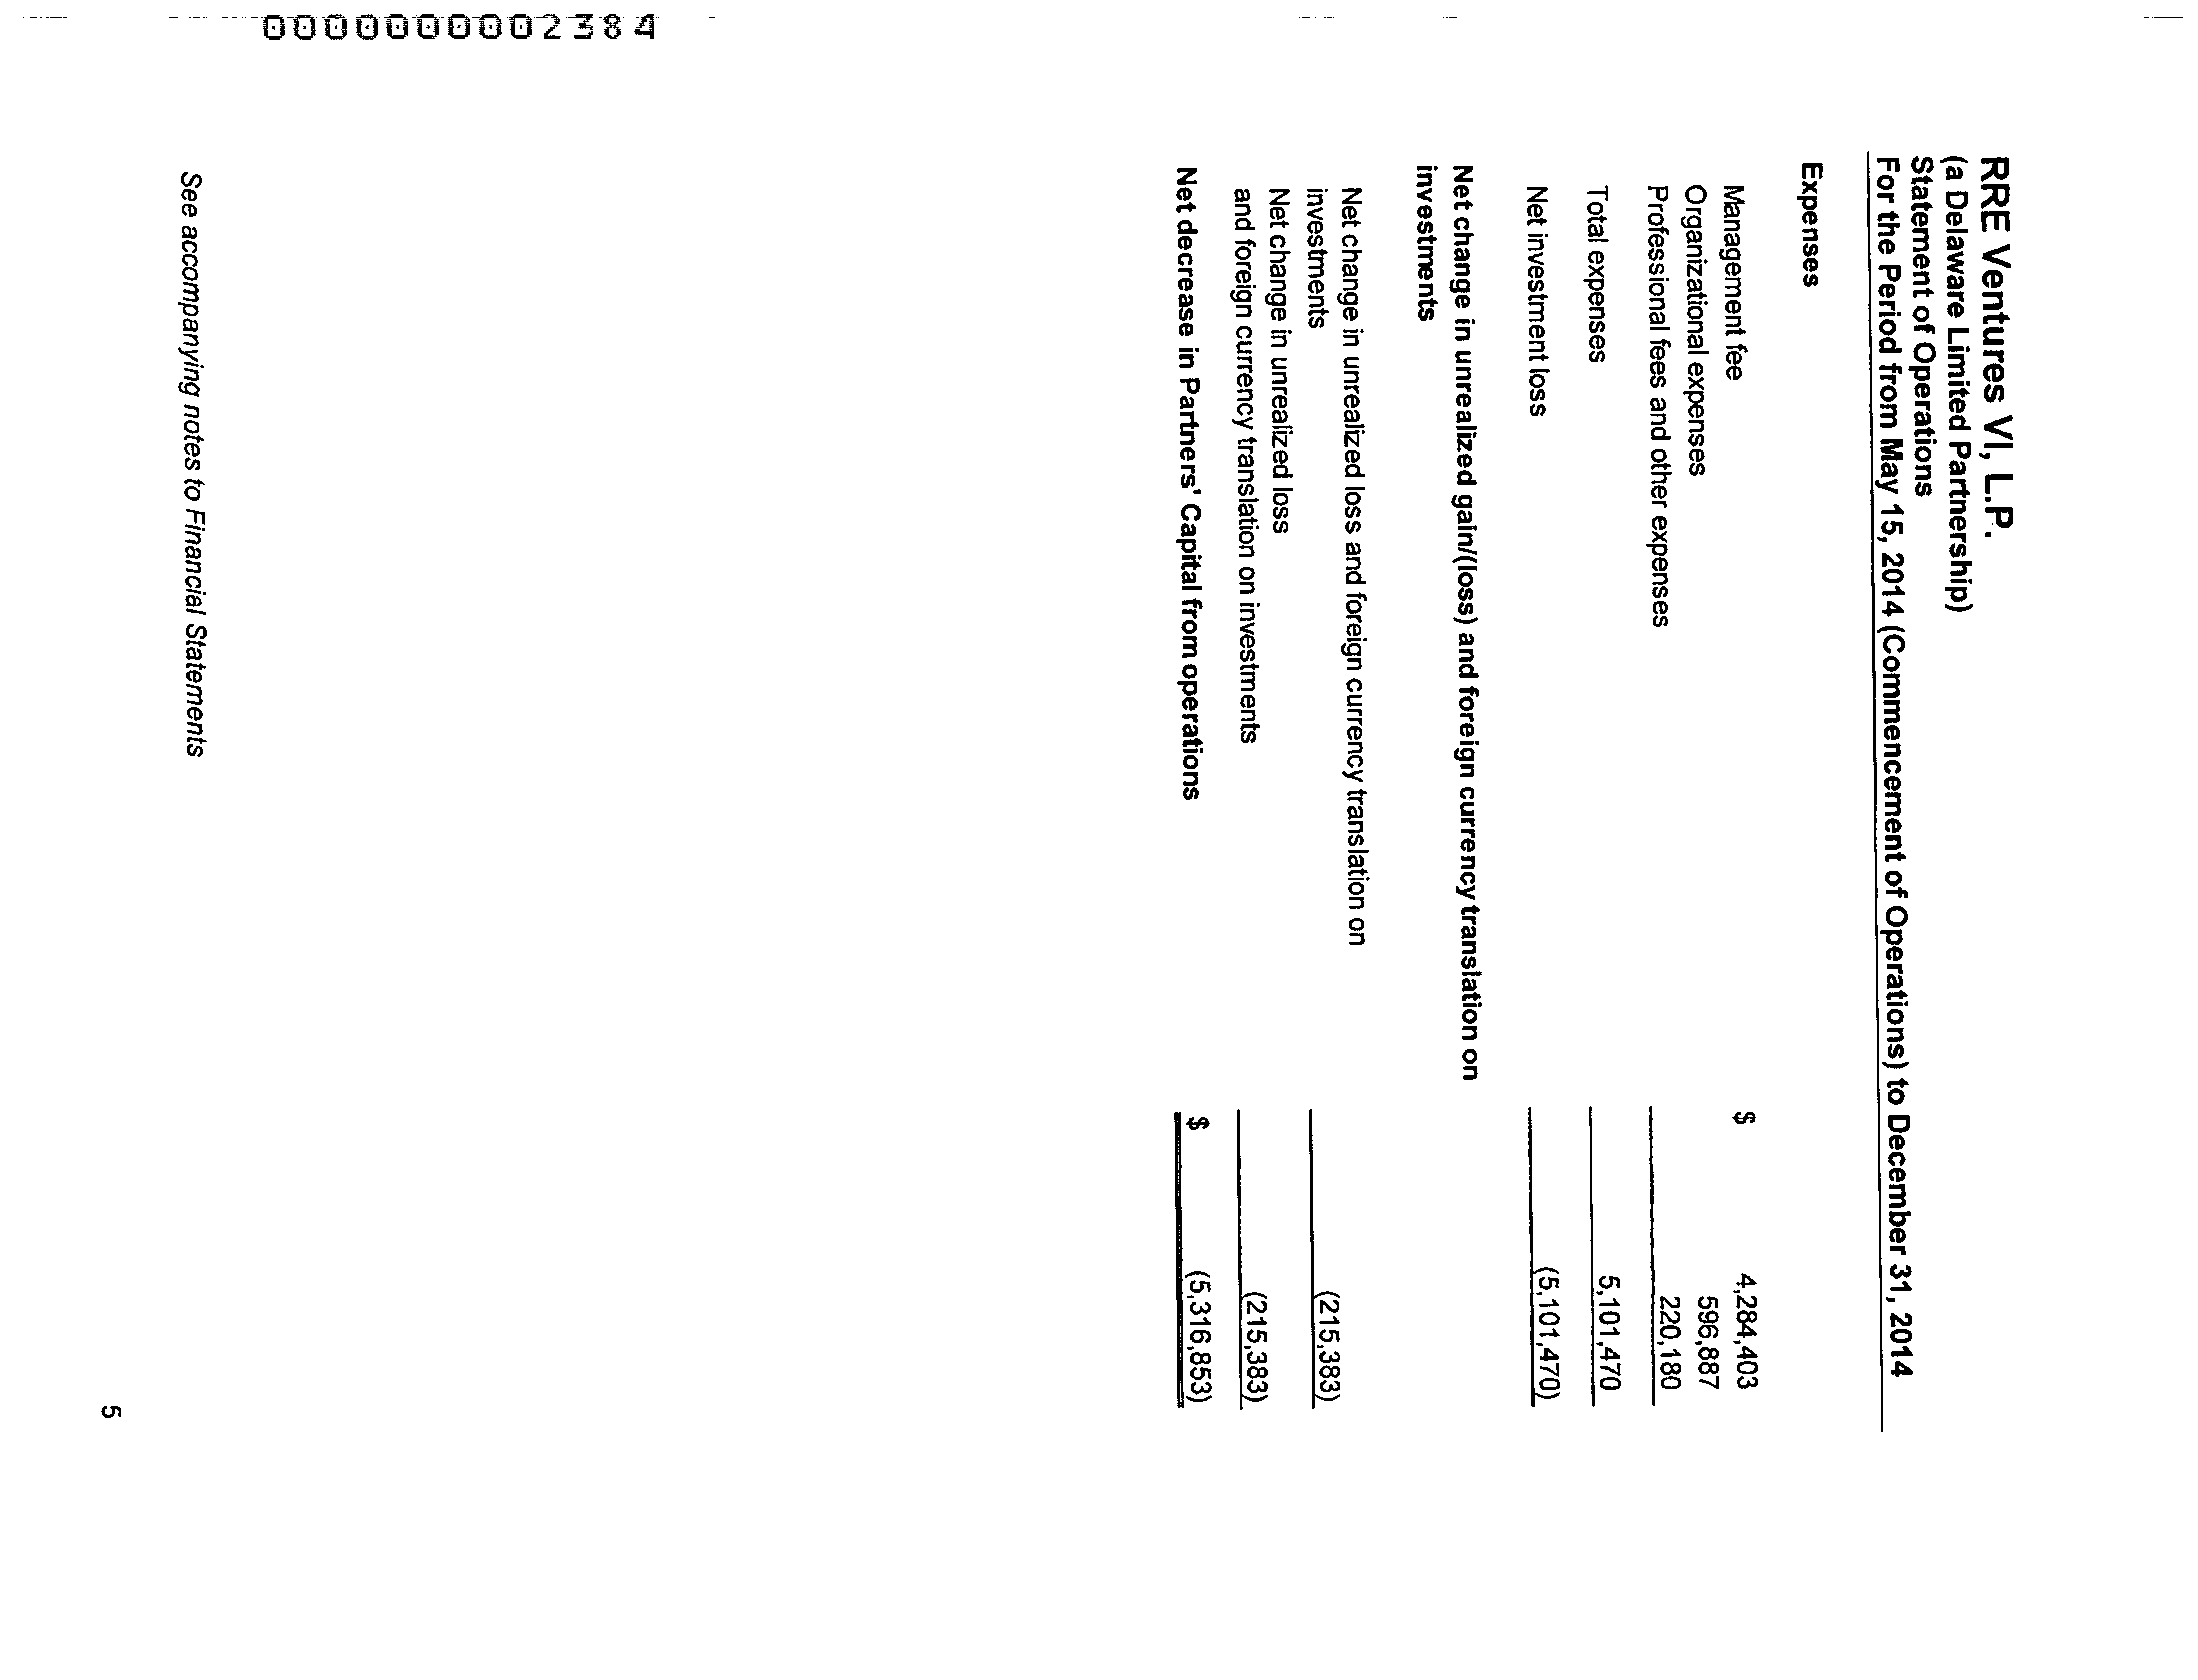 000000002384
RRE Ventures VI, L.P.
(a Delaware Limited Partnership)
Statement of Operations
For the Period from May 15, 2014 (Commencement of Operations) to December 31, 2014
Expenses
Management fee $ 4,284,403
Organizational expenses 596,887
Professional fees and other expenses 220,180
Total expenses 5,101,470
Net investment loss (5,101,470)
Net change in unrealized gain/(loss) and foreign currency translation on
investments
Net change in unrealized loss and foreign currency translation on
investments (215,383)
Net change in unrealized loss
and foreign currency translation on investments (215,383)
Net decrease in Partners' Capital from operations $ (5,316,853)
See accompanying notes to Financial Statements
5